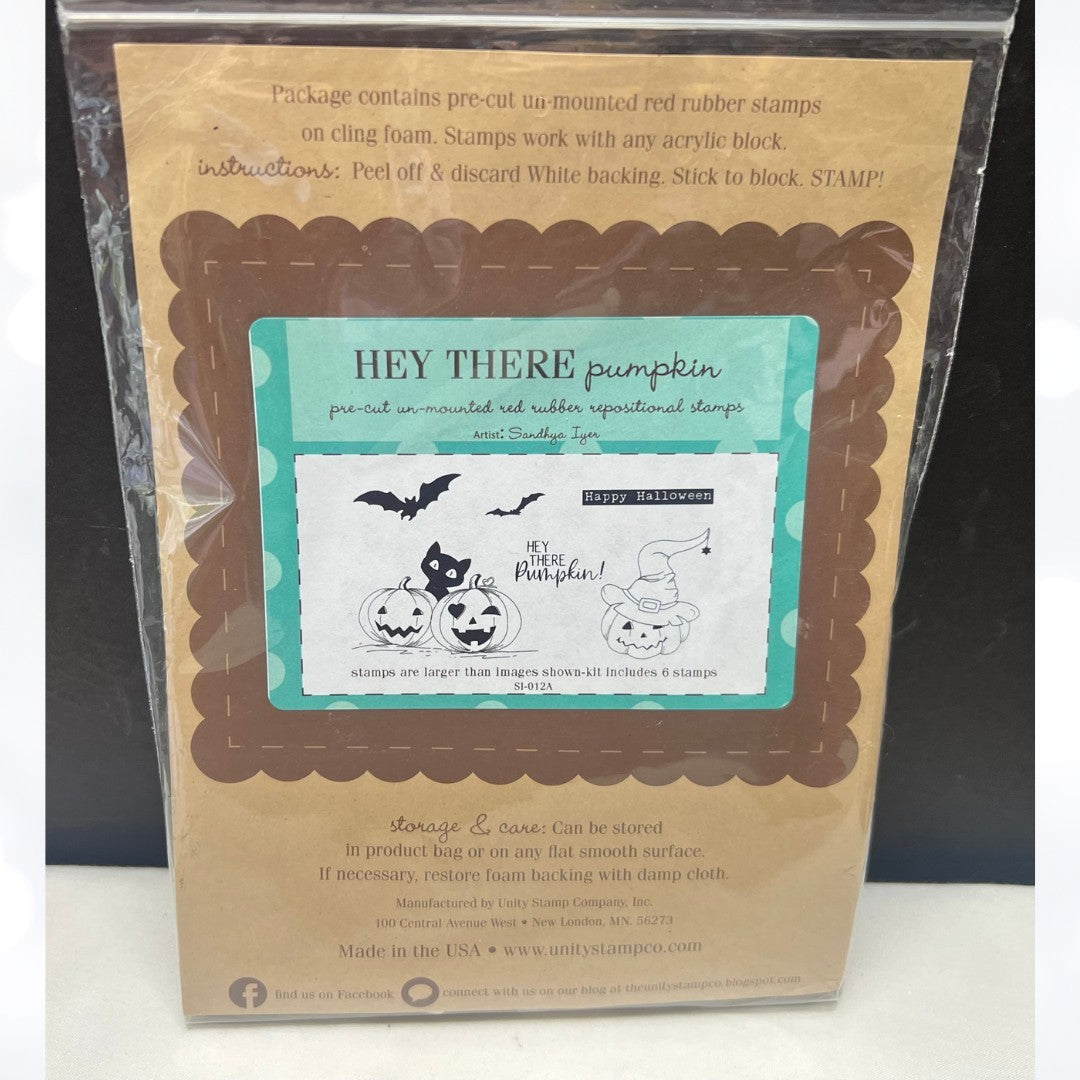 Package contains pre-cut un-mounted red rubber stamps
on cling foam. Stamps work with any acrylic block.
instructions: Peel off & discard White backing. Stick to block. STAMP!
HEY THERE pumpkin
pre-cut un-mounted red rubber repositional stamps
Artist: Sandhya Iyer
Happy Halloween
HEY
THERE
Pumpkin!
stamps are larger than images shown-kit includes 6 stamps
SI-012A
storage & care: Can be stored
in product bag or on any flat smooth surface.
If necessary, restore foam backing with damp cloth.
Manufactured by Unity Stamp Company, Inc.
100 Central Avenue West • New London, MN. 56273
Made in the USA • www.unitystampco.com
f find us on Facebook connect with us on our blog at theunitystampco.blogspot.com